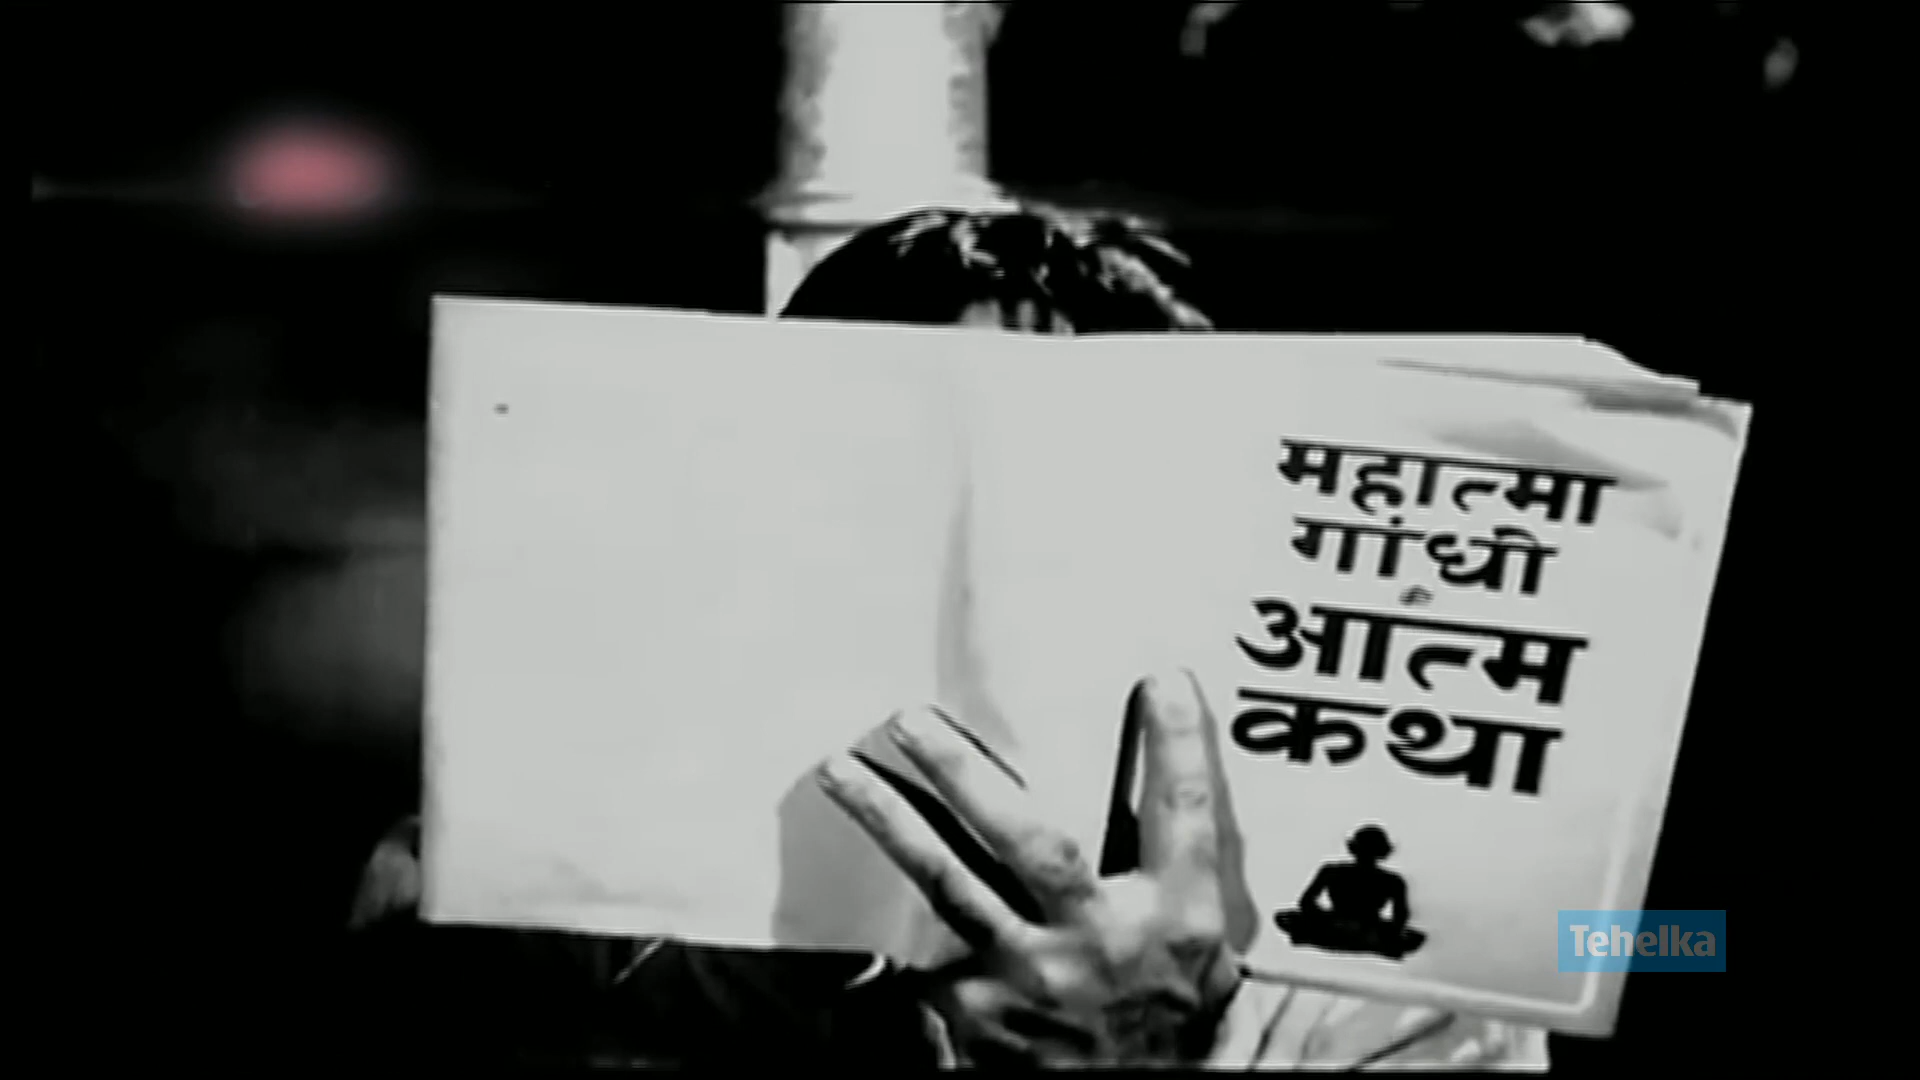 महात्मा
गांधी
की
आत्म
कथा
Tehelka